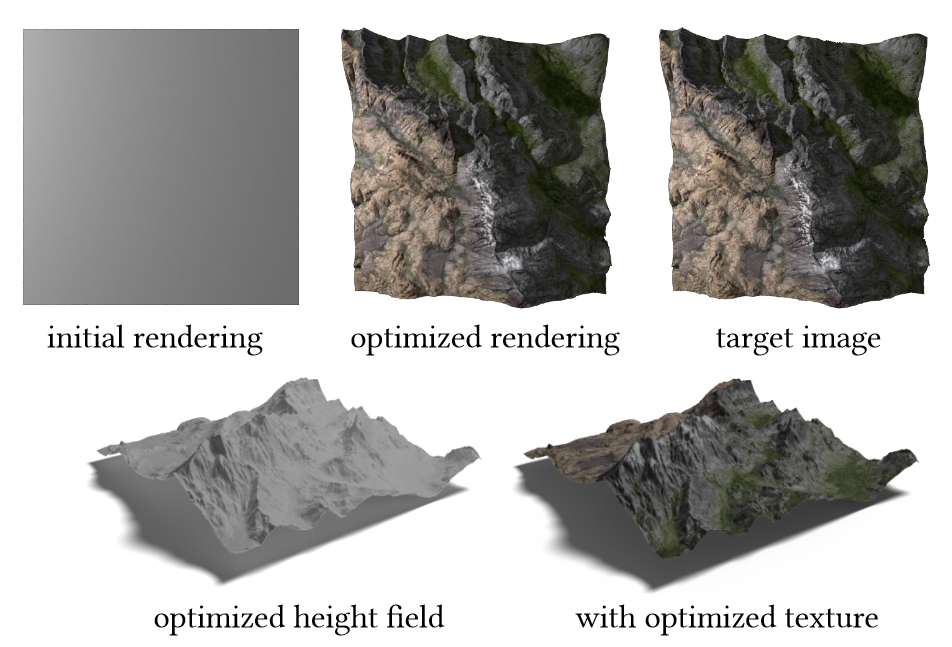 initial rendering
optimized rendering
target image
optimized height field
with optimized texture